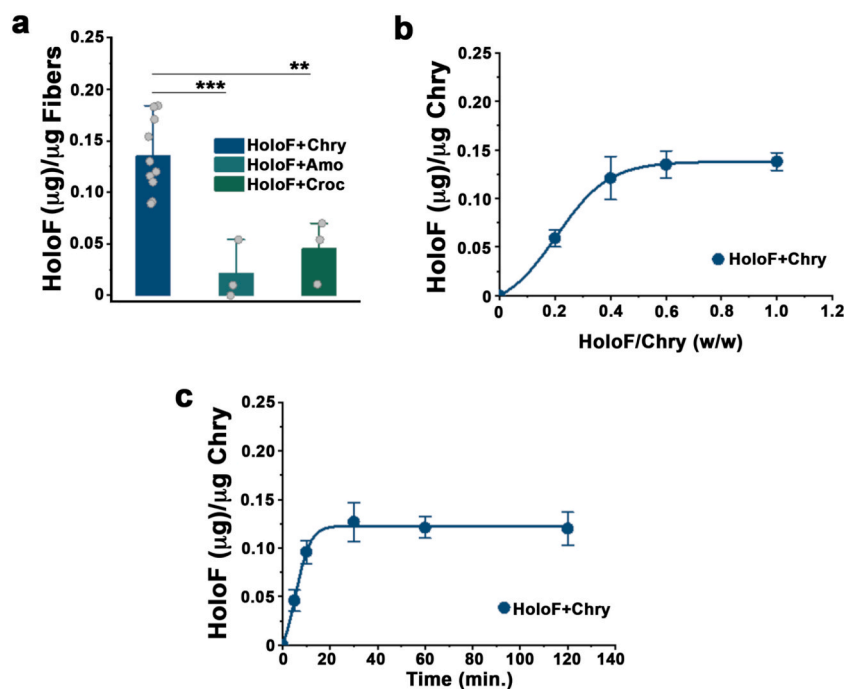 a
HoloF (µg)/µg Fibers
0.25
0.20
0.15
0.10
0.05
0
***
**
HoloF+Chry
HoloF+Amo
HoloF+Croc
b
HoloF (µg)/µg Chry
0.25
0.20
0.15
0.10
0.05
0
0 0.2 0.4 0.6 0.8 1.0 1.2
HoloF/Chry (w/w)
HoloF+Chry
c
HoloF (µg)/µg Chry
0.25
0.20
0.15
0.10
0.05
0
0 20 40 60 80 100 120 140
Time (min.)
HoloF+Chry